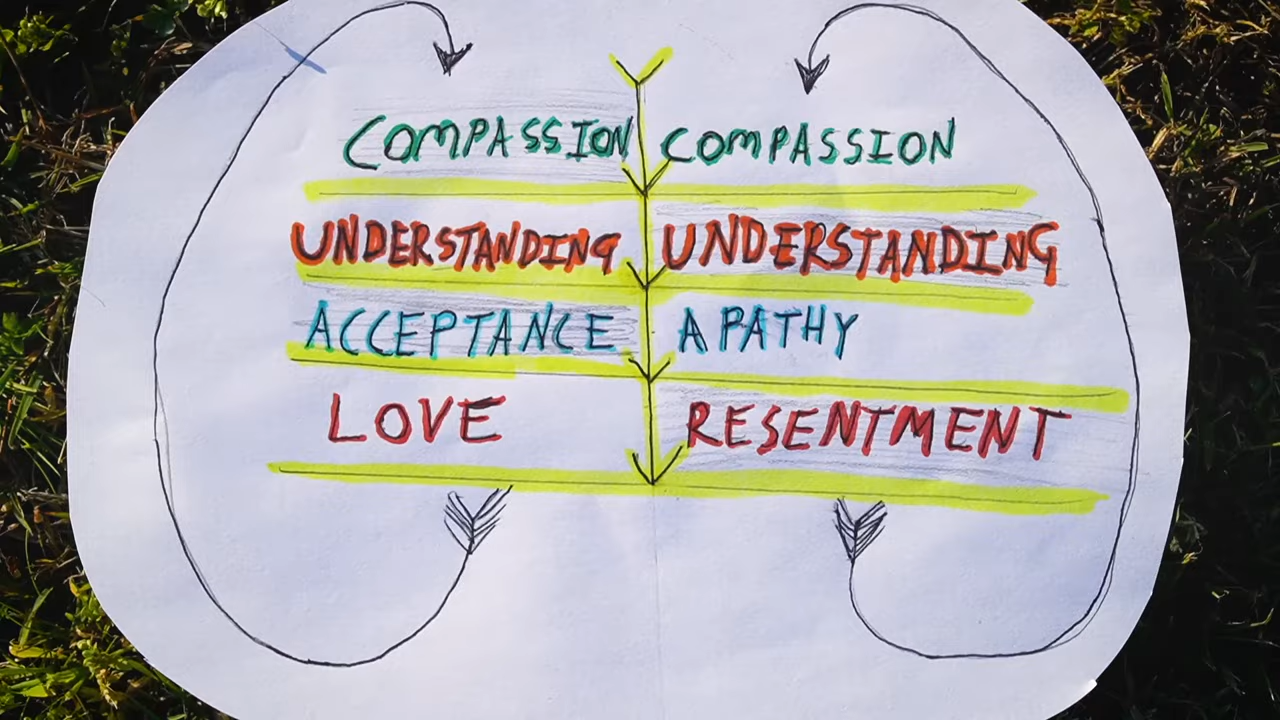 COMPASSION COMPASSION
UNDERSTANDING UNDERSTANDING
ACCEPTANCE APATHY
LOVE RESENTMENT